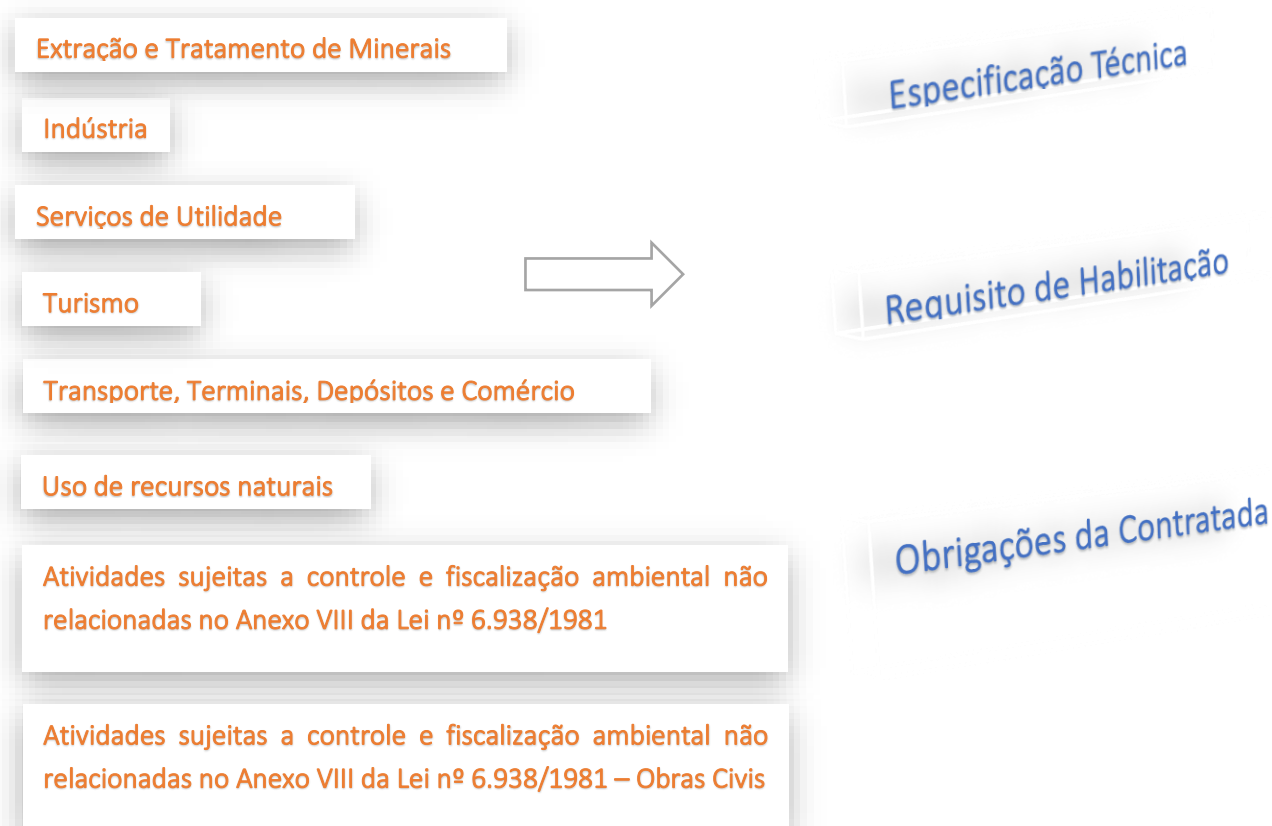 Extração e Tratamento de Minerais
Indústria
Serviços de Utilidade
Turismo
Transporte, Terminais, Depósitos e Comércio
Uso de recursos naturais
Atividades sujeitas a controle e fiscalização ambiental não
relacionadas no Anexo VIII da Lei nº 6.938/1981
Atividades sujeitas a controle e fiscalização ambiental não
relacionadas no Anexo VIII da Lei nº 6.938/1981 – Obras Civis
Especificação Técnica
Requisito de Habilitação
Obrigações da Contratada